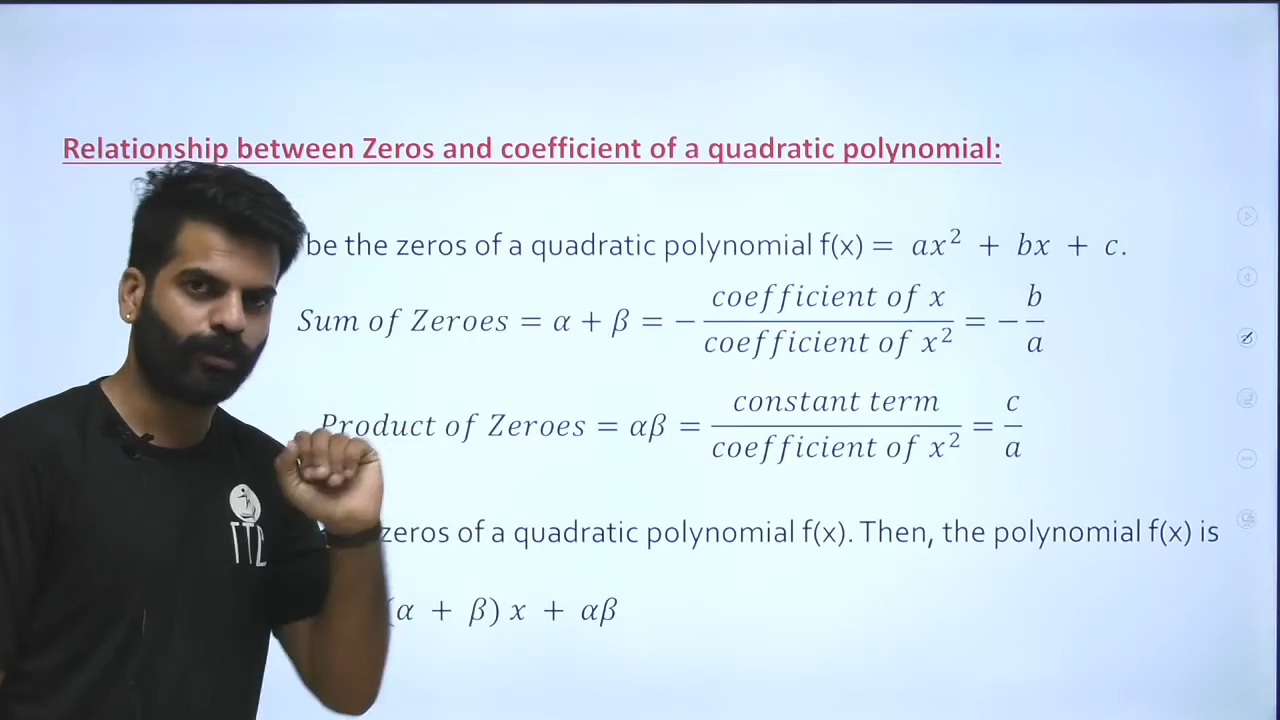 Relationship between Zeros and coefficient of a quadratic polynomial:
be the zeros of a quadratic polynomial f(x) = ax² + bx + c.
Sum of Zeroes = α + β = − coefficient of x / coefficient of x² = − b / a
Product of Zeroes = αβ = constant term / coefficient of x² = c / a
zeros of a quadratic polynomial f(x). Then, the polynomial f(x) is
(α + β) x + αβ
TTC